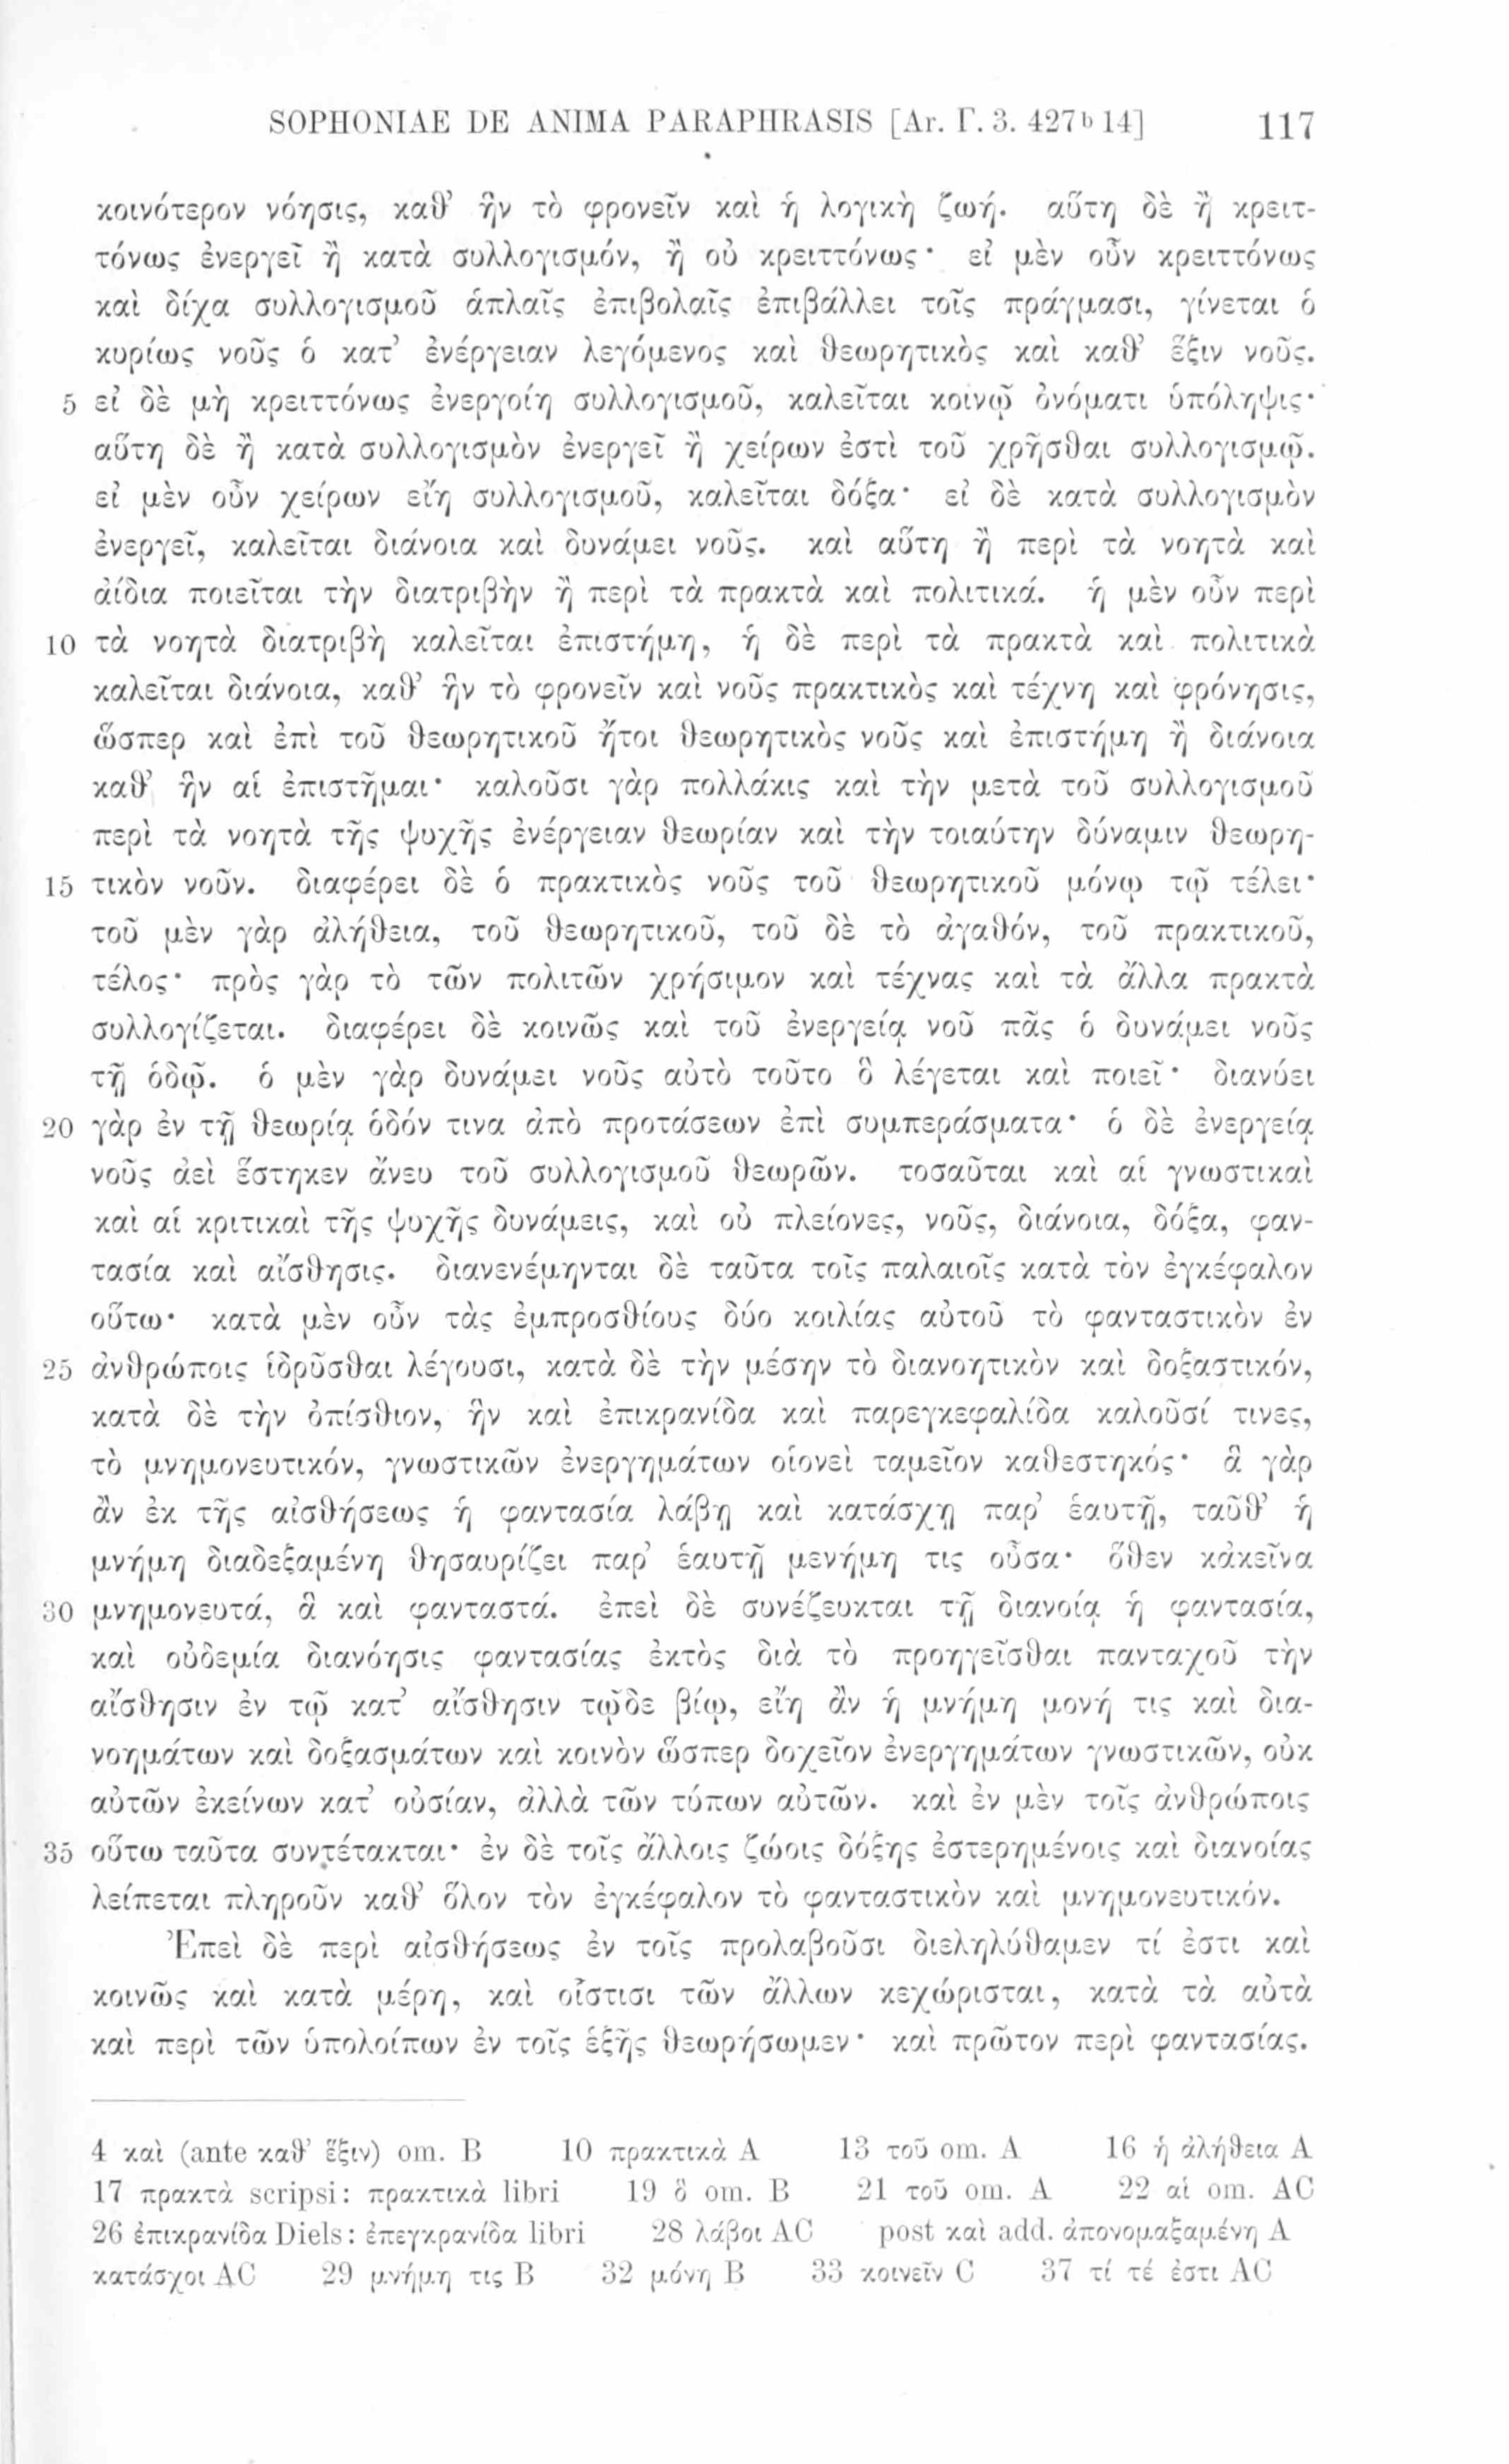 SOPHONIAE DE ANIMA PARAPHRASIS [Ar. Γ. 3. 427ᵇ 14] 117
κοινότερον νόησις, καθ’ ἣν τὸ φρονεῖν καὶ ἡ λογικὴ ζωή. αὕτη δὲ ἢ κρειτ-
τόνως ἐνεργεῖ ἢ κατὰ συλλογισμόν, ἢ οὐ κρειττόνως· εἰ μὲν οὖν κρειττόνως
καὶ δίχα συλλογισμοῦ ἁπλαῖς ἐπιβολαῖς ἐπιβάλλει τοῖς πράγμασι, γίνεται ὁ
κυρίως νοῦς ὁ κατ’ ἐνέργειαν λεγόμενος καὶ θεωρητικὸς καὶ καθ’ ἕξιν νοῦς.
5 εἰ δὲ μὴ κρειττόνως ἐνεργοίη συλλογισμοῦ, καλεῖται κοινῷ ὀνόματι ὑπόληψις·
αὕτη δὲ ἢ κατὰ συλλογισμὸν ἐνεργεῖ ἢ χείρων ἐστὶ τοῦ χρῆσθαι συλλογισμῷ.
εἰ μὲν οὖν χείρων εἴη συλλογισμοῦ, καλεῖται δόξα· εἰ δὲ κατὰ συλλογισμὸν
ἐνεργεῖ, καλεῖται διάνοια καὶ δυνάμει νοῦς. καὶ αὕτη ἢ περὶ τὰ νοητὰ καὶ
ἀίδια ποιεῖται τὴν διατριβὴν ἢ περὶ τὰ πρακτὰ καὶ πολιτικά. ἡ μὲν οὖν περὶ
10 τὰ νοητὰ διατριβὴ καλεῖται ἐπιστήμη, ἡ δὲ περὶ τὰ πρακτὰ καὶ πολιτικὰ
καλεῖται διάνοια, καθ’ ἣν τὸ φρονεῖν καὶ νοῦς πρακτικὸς καὶ τέχνη καὶ φρόνησις,
ὥσπερ καὶ ἐπὶ τοῦ θεωρητικοῦ ἤτοι θεωρητικὸς νοῦς καὶ ἐπιστήμη ἢ διάνοια
καθ’ ἣν αἱ ἐπιστῆμαι· καλοῦσι γὰρ πολλάκις καὶ τὴν μετὰ τοῦ συλλογισμοῦ
περὶ τὰ νοητὰ τῆς ψυχῆς ἐνέργειαν θεωρίαν καὶ τὴν τοιαύτην δύναμιν θεωρη-
15 τικὸν νοῦν. διαφέρει δὲ ὁ πρακτικὸς νοῦς τοῦ θεωρητικοῦ μόνῳ τῷ τέλει·
τοῦ μὲν γὰρ ἀλήθεια, τοῦ θεωρητικοῦ, τοῦ δὲ τὸ ἀγαθόν, τοῦ πρακτικοῦ,
τέλος· πρὸς γὰρ τὸ τῶν πολιτῶν χρήσιμον καὶ τέχνας καὶ τὰ ἄλλα πρακτὰ
συλλογίζεται. διαφέρει δὲ κοινῶς καὶ τοῦ ἐνεργείᾳ νοῦ πᾶς ὁ δυνάμει νοῦς
τῇ ὁδῷ. ὁ μὲν γὰρ δυνάμει νοῦς αὐτὸ τοῦτο ὃ λέγεται καὶ ποιεῖ· διανύει
20 γὰρ ἐν τῇ θεωρίᾳ ὁδόν τινα ἀπὸ προτάσεων ἐπὶ συμπεράσματα· ὁ δὲ ἐνεργείᾳ
νοῦς ἀεὶ ἕστηκεν ἄνευ τοῦ συλλογισμοῦ θεωρῶν. τοσαῦται καὶ αἱ γνωστικαὶ
καὶ αἱ κριτικαὶ τῆς ψυχῆς δυνάμεις, καὶ οὐ πλείονες, νοῦς, διάνοια, δόξα, φαν-
τασία καὶ αἴσθησις. διανενέμηνται δὲ ταῦτα τοῖς παλαιοῖς κατὰ τὸν ἐγκέφαλον
οὕτω· κατὰ μὲν οὖν τὰς ἐμπροσθίους δύο κοιλίας αὐτοῦ τὸ φανταστικὸν ἐν
25 ἀνθρώποις ἱδρῦσθαι λέγουσι, κατὰ δὲ τὴν μέσην τὸ διανοητικὸν καὶ δοξαστικόν,
κατὰ δὲ τὴν ὀπίσθιον, ἣν καὶ ἐπικρανίδα καὶ παρεγκεφαλίδα καλοῦσί τινες,
τὸ μνημονευτικόν, γνωστικῶν ἐνεργημάτων οἱονεὶ ταμεῖον καθεστηκός· ἃ γὰρ
ἂν ἐκ τῆς αἰσθήσεως ἡ φαντασία λάβῃ καὶ κατάσχῃ παρ’ ἑαυτῇ, ταῦθ’ ἡ
μνήμη διαδεξαμένη θησαυρίζει παρ’ ἑαυτῇ μενήμη τις οὖσα· ὅθεν κἀκεῖνα
30 μνημονευτά, ἃ καὶ φανταστά. ἐπεὶ δὲ συνέζευκται τῇ διανοίᾳ ἡ φαντασία,
καὶ οὐδεμία διανόησις φαντασίας ἐκτὸς διὰ τὸ προηγεῖσθαι πανταχοῦ τὴν
αἴσθησιν ἐν τῷ κατ’ αἴσθησιν τῷδε βίῳ, εἴη ἂν ἡ μνήμη μονή τις καὶ δια-
νοημάτων καὶ δοξασμάτων καὶ κοινὸν ὥσπερ δοχεῖον ἐνεργημάτων γνωστικῶν, οὐκ
αὐτῶν ἐκείνων κατ’ οὐσίαν, ἀλλὰ τῶν τύπων αὐτῶν. καὶ ἐν μὲν τοῖς ἀνθρώποις
35 οὕτω ταῦτα συντέτακται· ἐν δὲ τοῖς ἄλλοις ζώοις δόξης ἐστερημένοις καὶ διανοίας
λείπεται πληροῦν καθ’ ὅλον τὸν ἐγκέφαλον τὸ φανταστικὸν καὶ μνημονευτικόν.
Ἐπεὶ δὲ περὶ αἰσθήσεως ἐν τοῖς προλαβοῦσι διεληλύθαμεν τί ἐστι καὶ
κοινῶς καὶ κατὰ μέρη, καὶ οἷστισι τῶν ἄλλων κεχώρισται, κατὰ τὰ αὐτὰ
καὶ περὶ τῶν ὑπολοίπων ἐν τοῖς ἑξῆς θεωρήσωμεν· καὶ πρῶτον περὶ φαντασίας.
4 καὶ (ante καθ’ ἕξιν) om. B 10 πρακτικὰ A 13 τοῦ om. A 16 ἡ ἀλήθεια A
17 πρακτὰ scripsi: πρακτικὰ libri 19 ὃ om. B 21 τοῦ om. A 22 αἱ om. AC
26 ἐπικρανίδα Diels: ἐπεγκρανίδα libri 28 λάβοι AC post καὶ add. ἀπονομαξαμένη A
κατάσχοι AC 29 μνήμη τις B 32 μόνη B 33 κοινεῖν C 37 τί τέ ἐστι AC